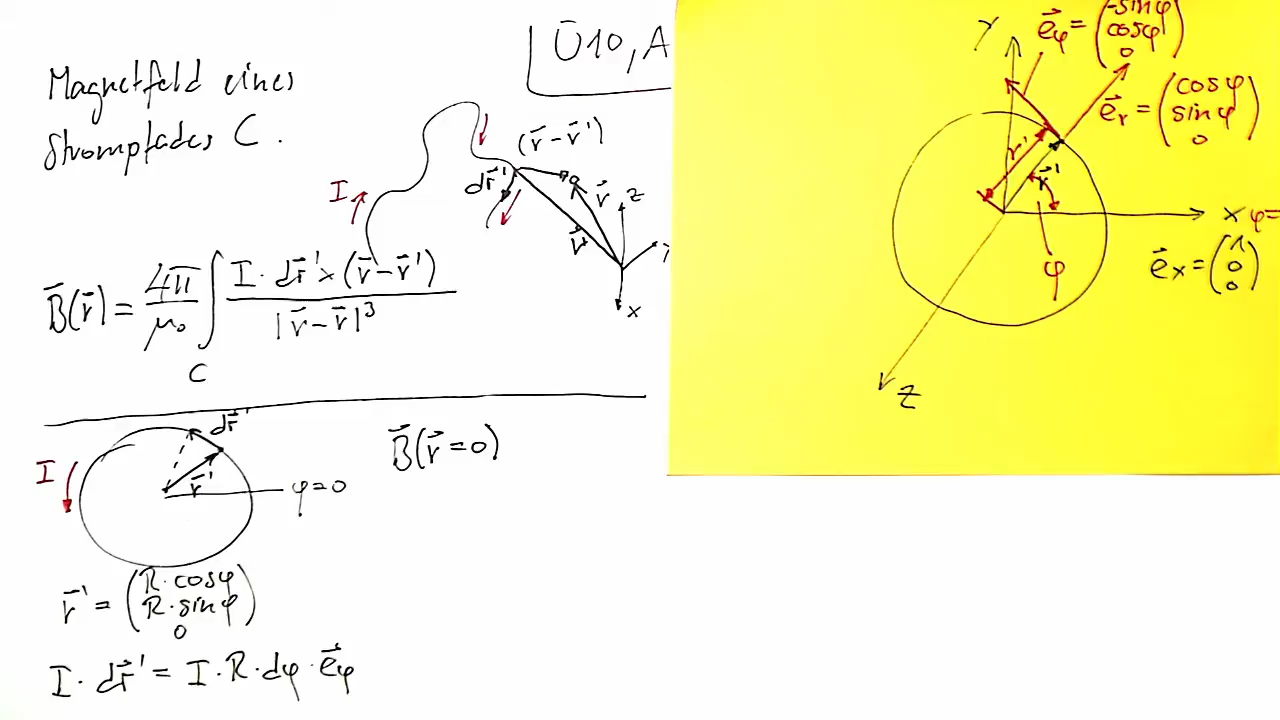 Magnetfeld eines
Strompfades C.
Ü10, A
I
(r⃗-r⃗')
dr⃗'
r⃗
r⃗'
z
x
B⃗(r⃗) = 4π/μ₀ ∫ I · dr⃗' × (r⃗-r⃗') / |r⃗-r⃗|³
C
I
dr⃗'
r⃗'
φ=0
B⃗(r⃗=0)
r⃗' = (R·cosφ
R·sinφ
0)
I · dr⃗' = I · R · dφ · e⃗φ
Y
e⃗φ = (-sinφ
cosφ
0)
e⃗r = (cosφ
sinφ
0)
r'
r⃗'
x φ=
φ
e⃗x = (1
0
0)
z